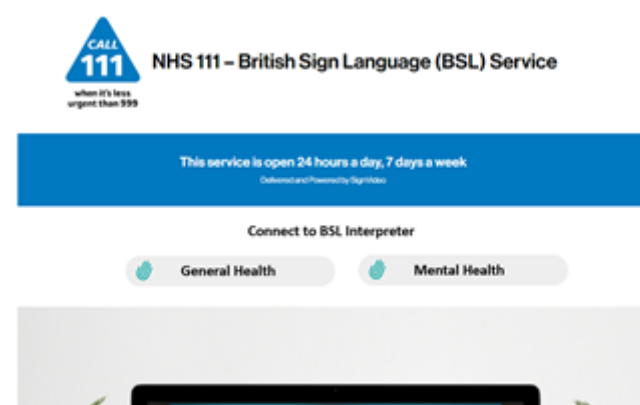 CALL
111
when it's less
urgent than 999
NHS 111 – British Sign Language (BSL) Service
This service is open 24 hours a day, 7 days a week
Delivered and Powered by SignVideo
Connect to BSL Interpreter
General Health
Mental Health